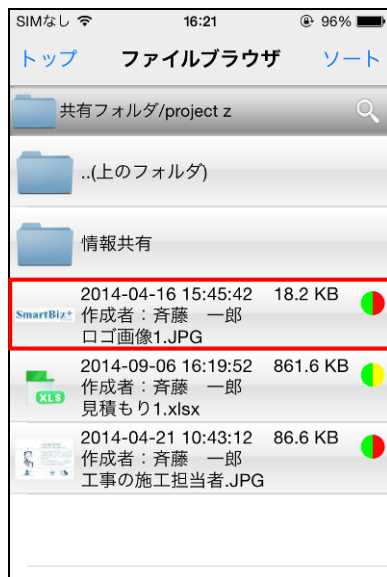 SIMなし 16:21 96%
トップ ファイルブラウザ ソート
共有フォルダ/project z
..(上のフォルダ)
情報共有
2014-04-16 15:45:42 18.2 KB
SmartBiz+ 作成者：斉藤　一郎
ロゴ画像1.JPG
2014-09-06 16:19:52 861.6 KB
作成者：斉藤　一郎
XLS
見積もり1.xlsx
2014-04-21 10:43:12 86.6 KB
作成者：斉藤　一郎
工事の施工担当者.JPG